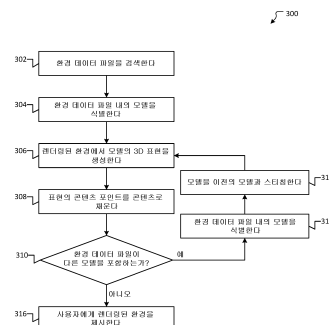 300
302
환경 데이터 파일을 검색한다
304
환경 데이터 파일 내의 모델을
식별한다
306
렌더링된 환경에서 모델의 3D 표현을
생성한다
308
표현의 콘텐츠 포인트를 콘텐츠로
채운다
310
환경 데이터 파일이
다른 모델을 포함하는가?
예
아니오
모델을 이전의 모델과 스티칭한다
31
환경 데이터 파일 내의 모델을
식별한다
31
316
사용자에게 렌더링된 환경을
제시한다